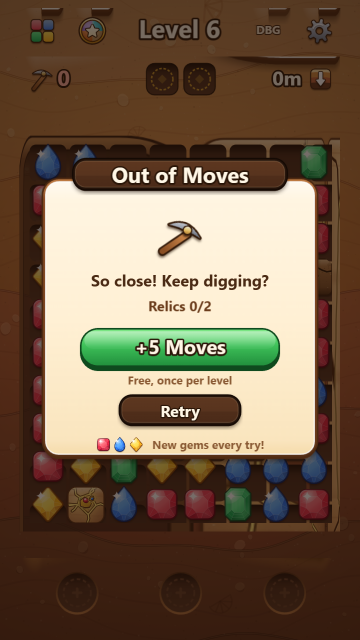 Level 6
DBG
0
0m
Out of Moves
So close! Keep digging?
Relics 0/2
+5 Moves
Free, once per level
Retry
New gems every try!